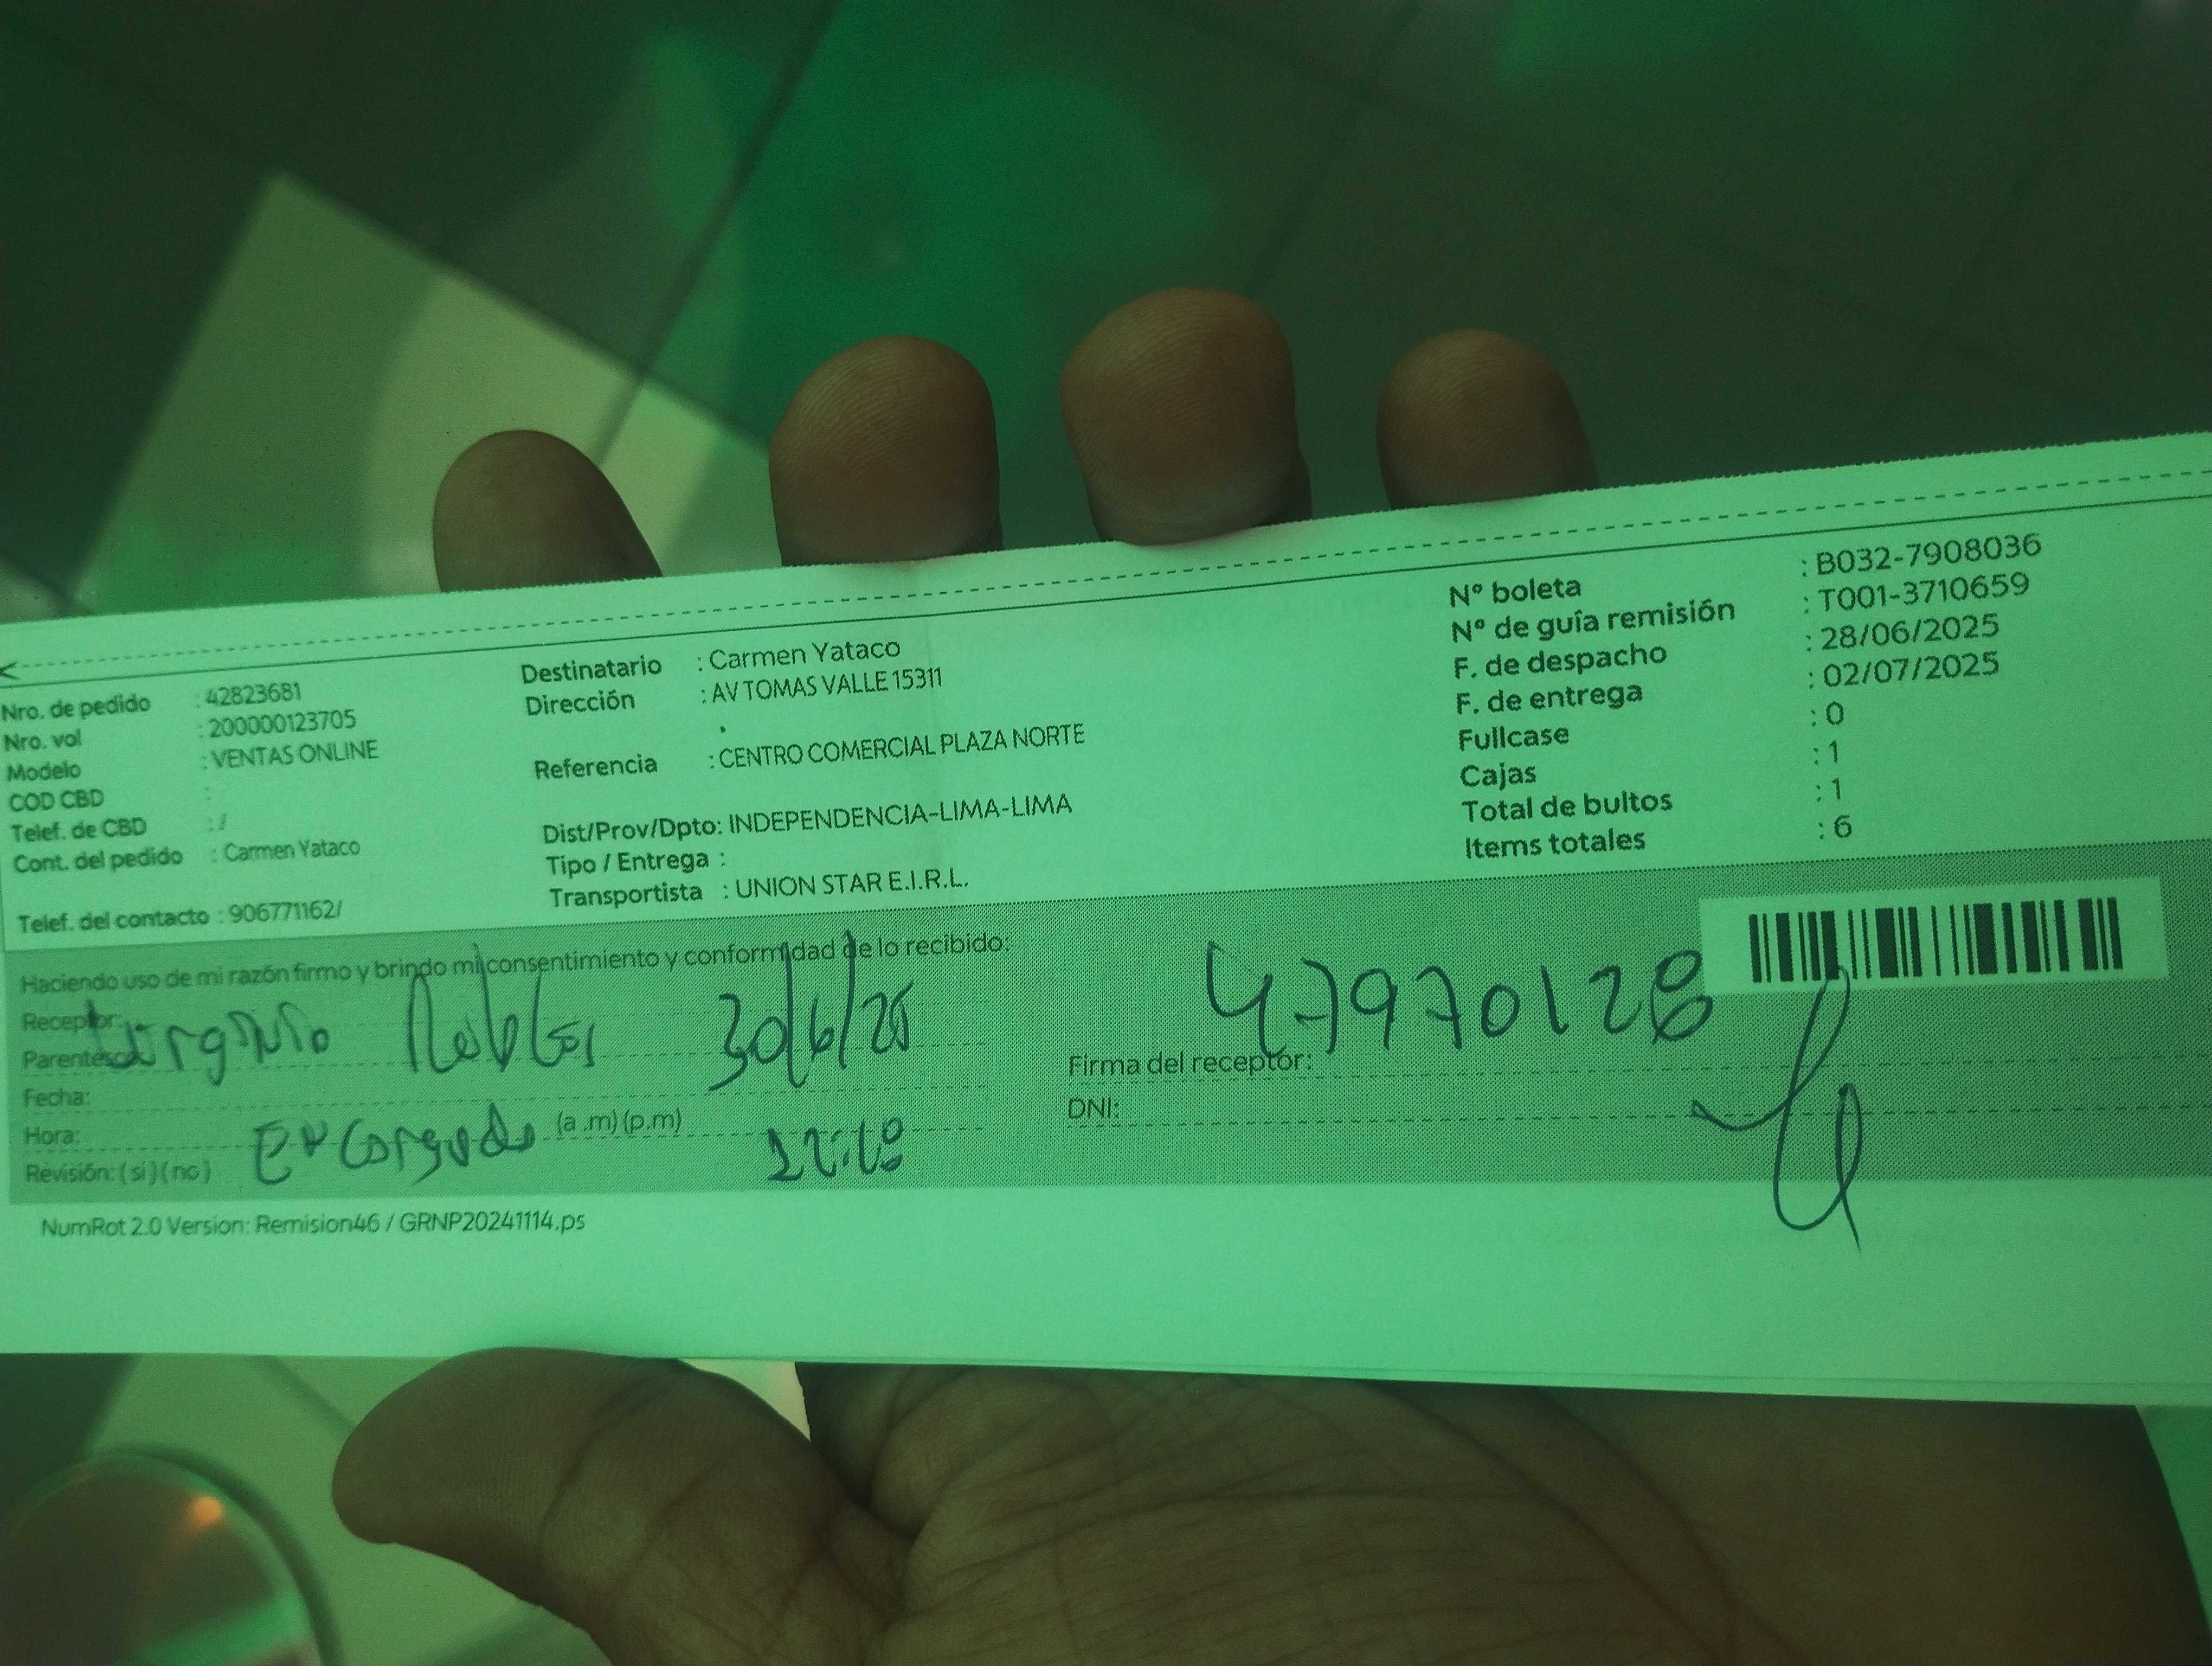 Nro. de pedido : 42823681
Nro. vol : 200000123705
Modelo : VENTAS ONLINE
COD CBD :
Telef. de CBD : /
Cont. del pedido : Carmen Yataco
Telef. del contacto : 906771162/
Destinatario : Carmen Yataco
Dirección : AV TOMAS VALLE 15311
.
Referencia : CENTRO COMERCIAL PLAZA NORTE
Dist/Prov/Dpto: INDEPENDENCIA-LIMA-LIMA
Tipo / Entrega :
Transportista : UNION STAR E.I.R.L.
Nº boleta : B032-7908036
Nº de guía remisión : T001-3710659
F. de despacho : 28/06/2025
F. de entrega : 02/07/2025
Fullcase : 0
Cajas : 1
Total de bultos : 1
Items totales : 6
Haciendo uso de mi razón firmo y brindo mi consentimiento y conformidad de lo recibido:
Receptor:
Parentesco:
Robles 30/6/25
Fecha:
Hora: (a .m) (p.m)
Revisión: (si) (no) Encargado
47970128
Firma del receptor:
DNI:
NumRot 2.0 Version: Remision46 / GRNP20241114.ps